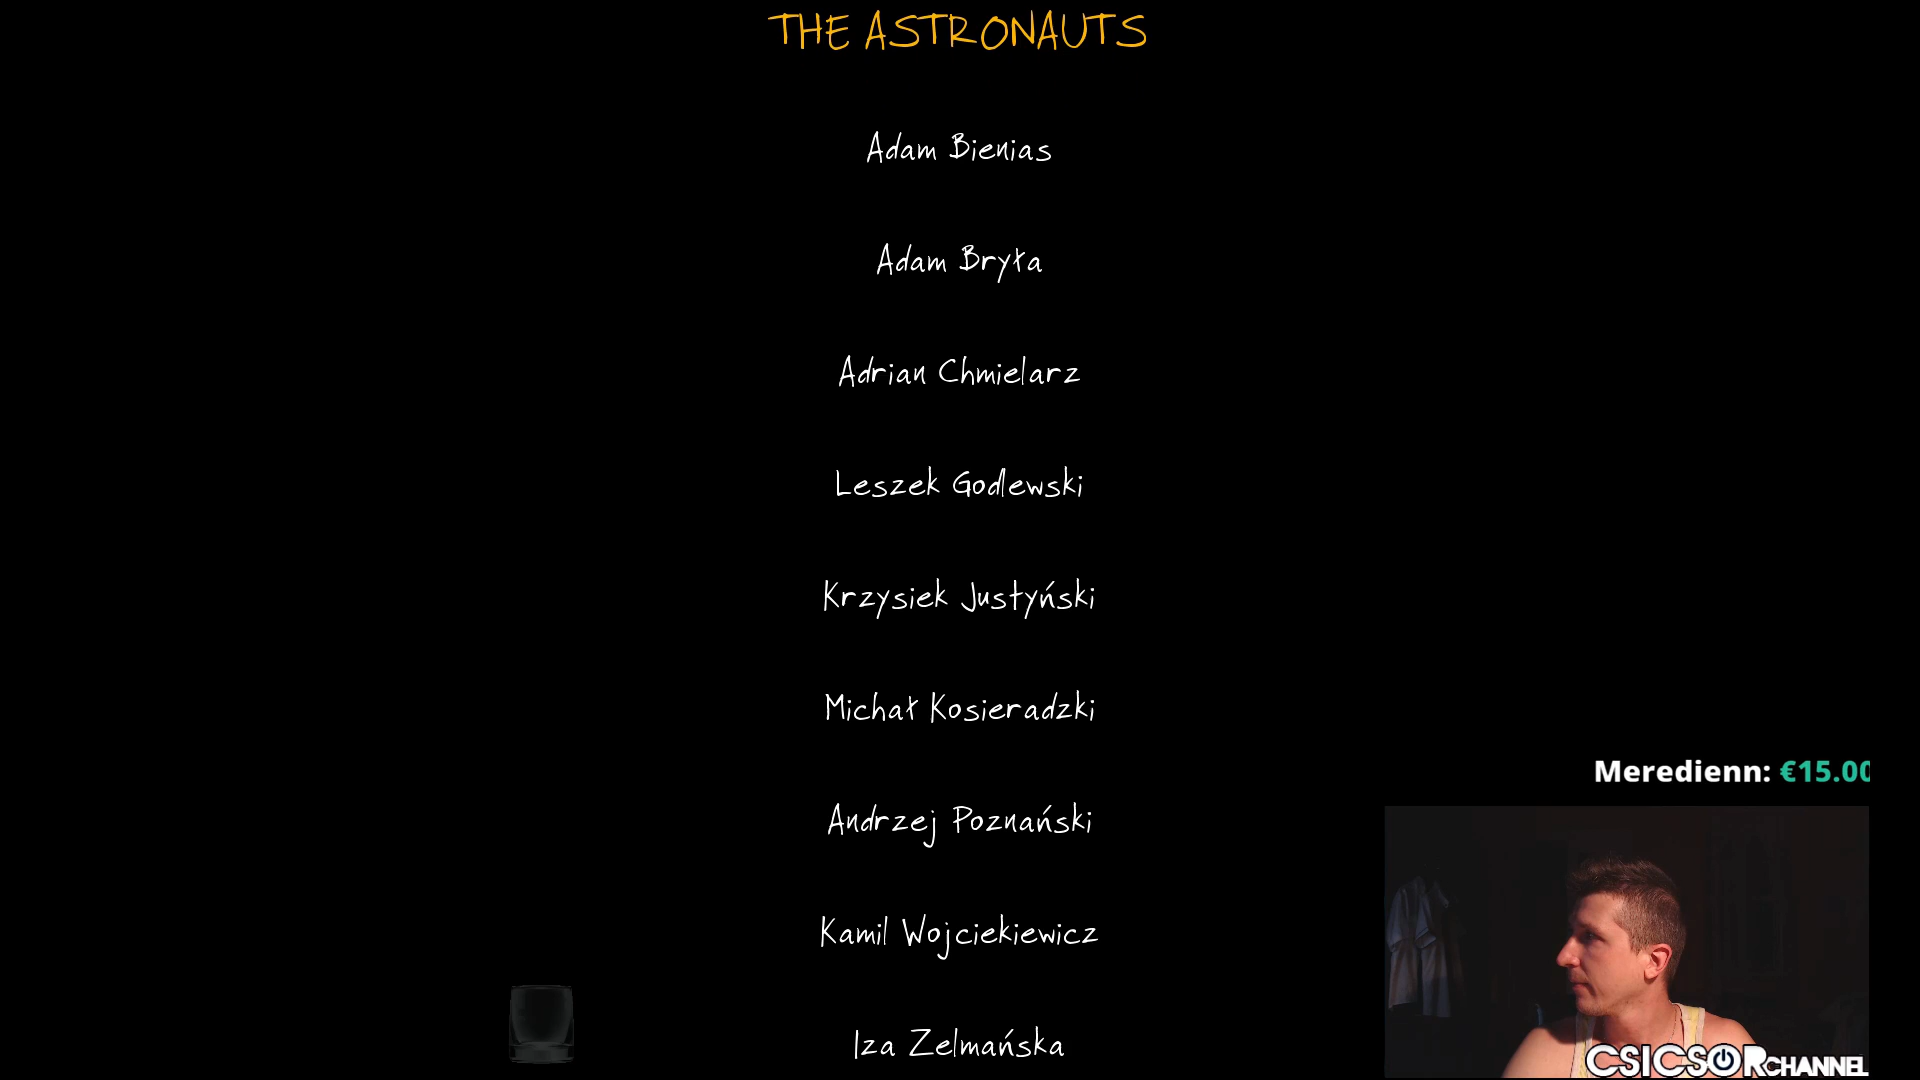 THE ASTRONAUTS
Adam Bienias
Adam Bryła
Adrian Chmielarz
Leszek Godlewski
Krzysiek Justyński
Michał Kosieradzki
Andrzej Poznański
Kamil Wojciekiewicz
Iza Zelmańska
Meredienn: €15.00
CSICSOR CHANNEL